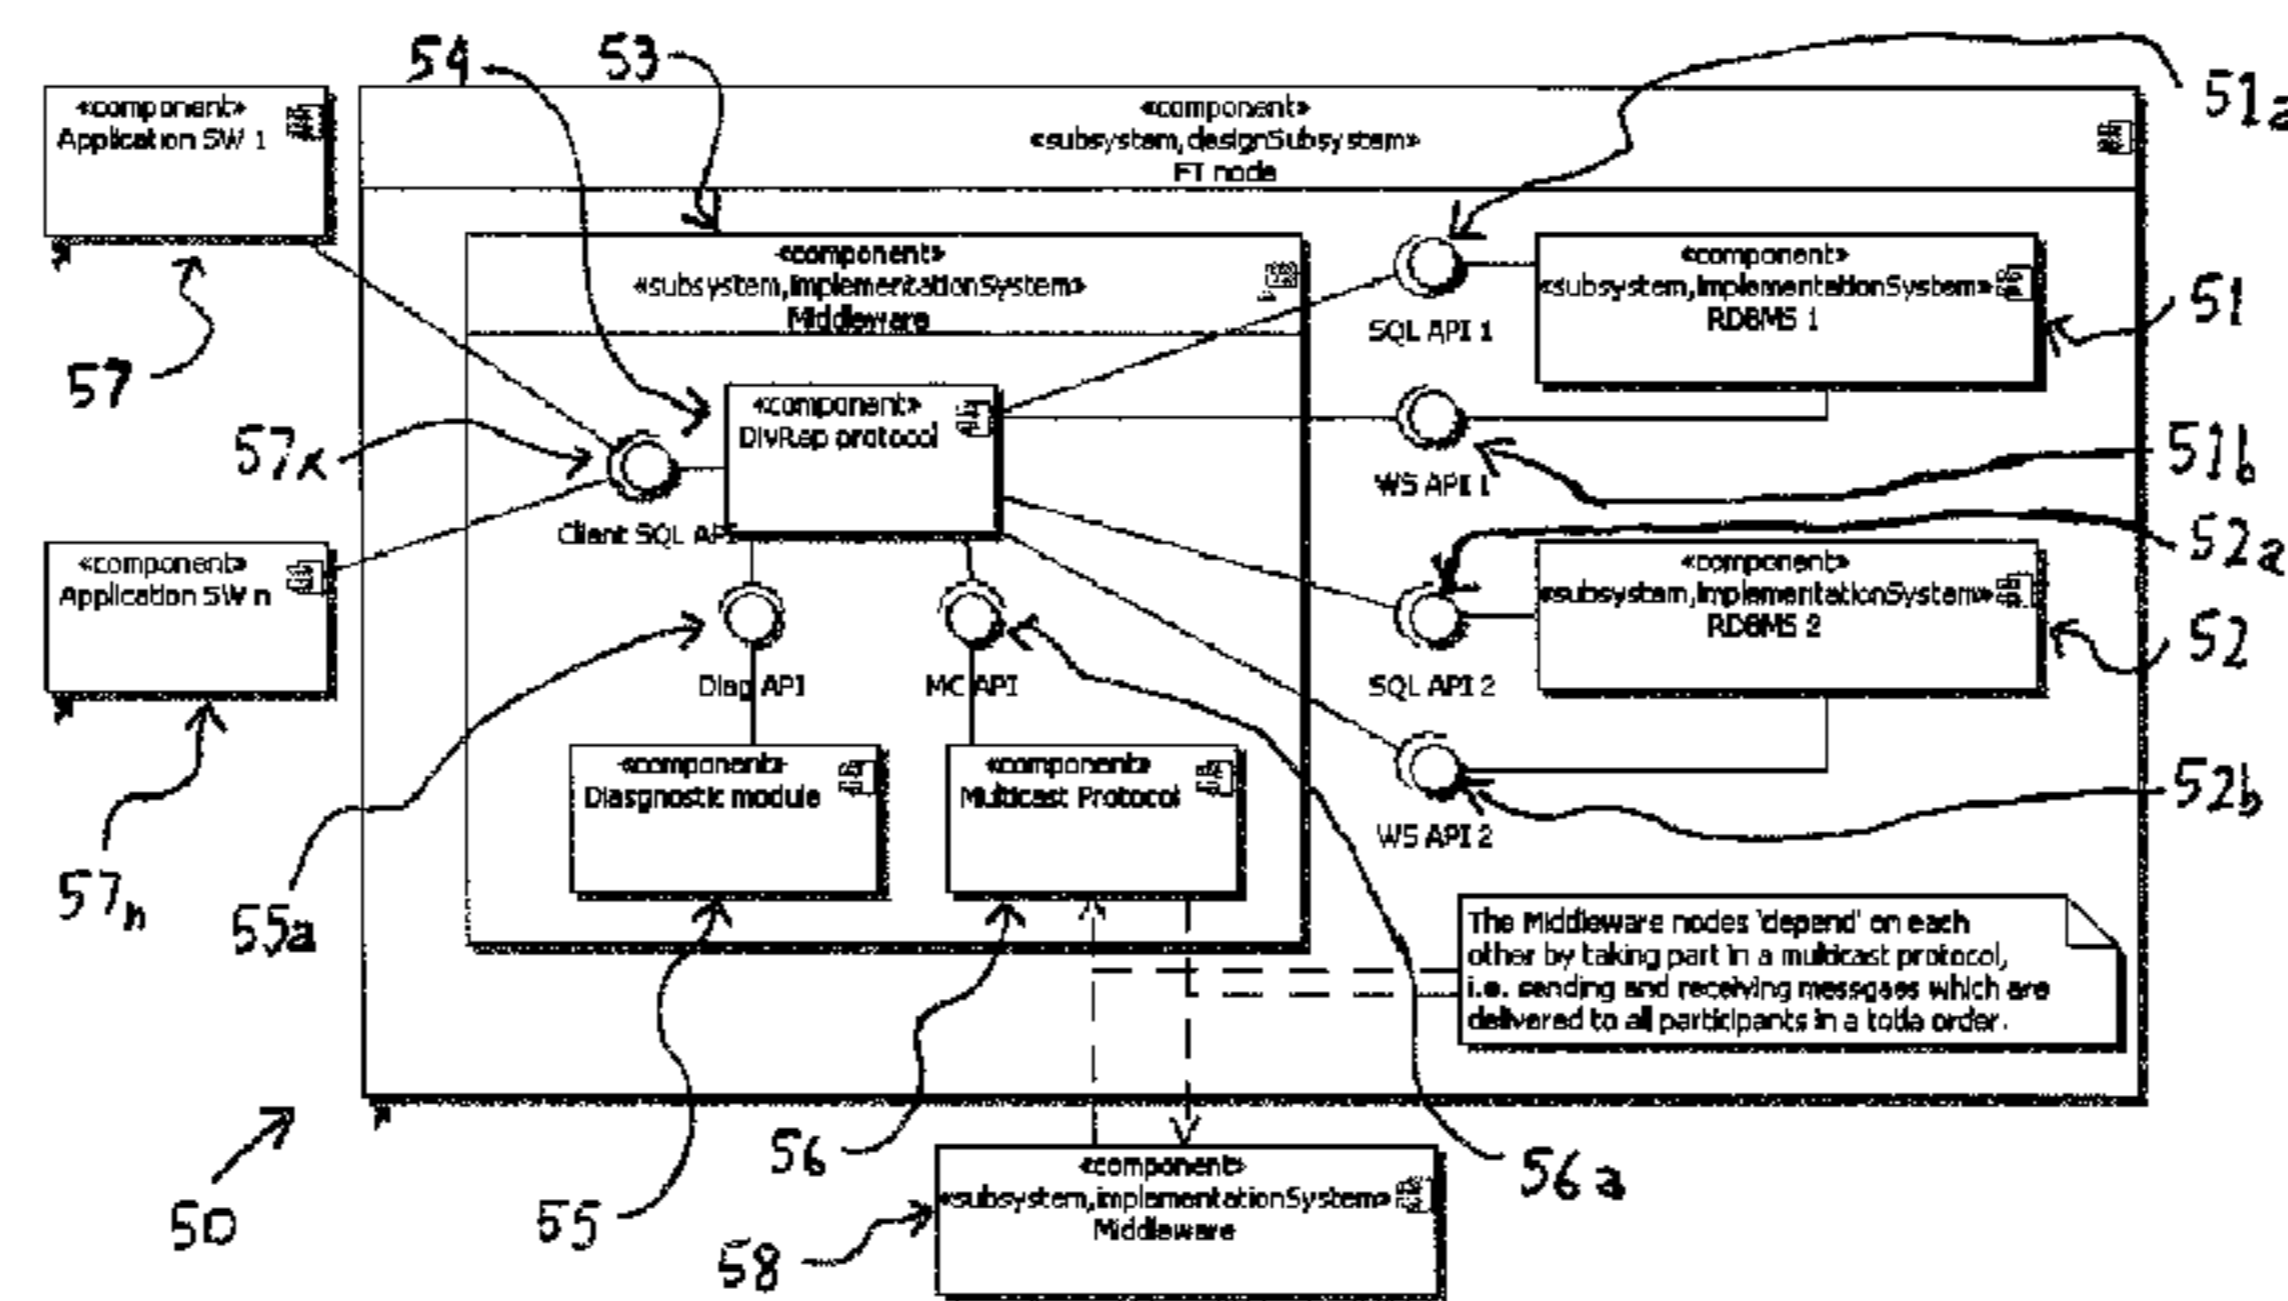 54
53
51a
«component»
Application SW 1
«component»
«subsystem,designSubsystem»
FT node
57
«component»
«subsystem,implementationSystem»
Middleware
SQL API 1
«component»
«subsystem,implementationSystem»
RDBMS 1
51
57x
«component»
DivRep protocol
Client SQL API
WS API 1
51b
«component»
Application SW n
57n
Diag API
MC API
SQL API 2
«component»
«subsystem,implementationSystem»
RDBMS 2
52a
52
55a
«component»
Diasgnostic module
«component»
Multicast Protocol
WS API 2
52b
The Middleware nodes 'depend' on each
other by taking part in a multicast protocol,
i.e. sending and receiving messgaes which are
delivered to all participants in a totla order.
50
55
56
56a
58
«component»
«subsystem,implementationSystem»
Middleware